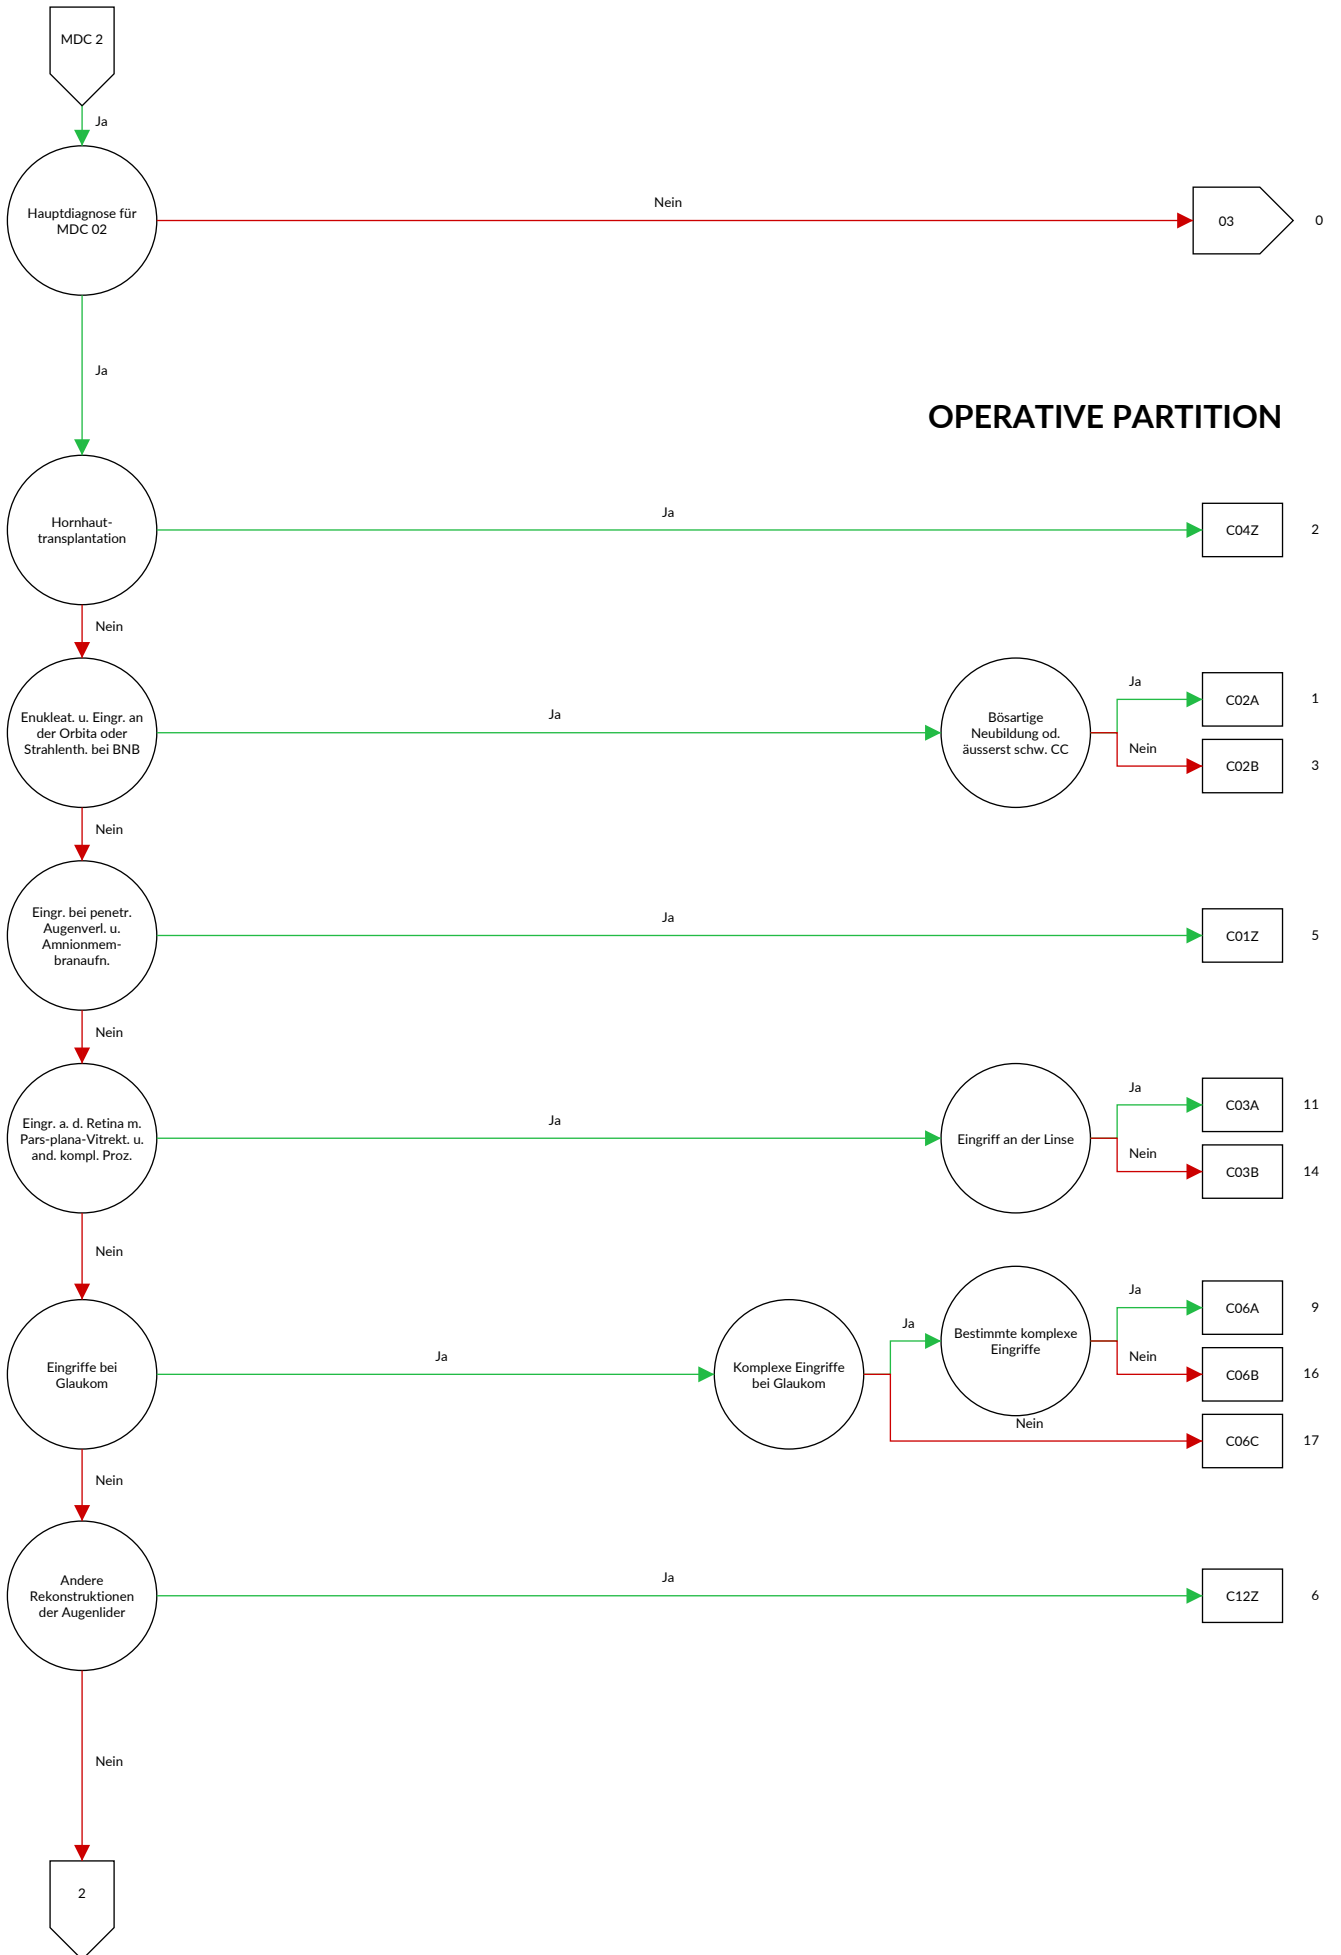 MDC 2
Ja
Hauptdiagnose für
MDC 02
Nein
03
0
Ja
OPERATIVE PARTITION
Hornhaut-
transplantation
Ja
C04Z
2
Nein
Enukleat. u. Eingr. an
der Orbita oder
Strahlenth. bei BNB
Ja
Bösartige
Neubildung od.
äusserst schw. CC
Ja
C02A
1
Nein
C02B
3
Nein
Eingr. bei penetr.
Augenverl. u.
Amnionmem-
branaufn.
Ja
C01Z
5
Nein
Eingr. a. d. Retina m.
Pars-plana-Vitrekt. u.
and. kompl. Proz.
Ja
Eingriff an der Linse
Ja
C03A
11
Nein
C03B
14
Nein
Eingriffe bei
Glaukom
Ja
Komplexe Eingriffe
bei Glaukom
Ja
Bestimmte komplexe
Eingriffe
Ja
C06A
9
Nein
C06B
16
Nein
C06C
17
Nein
Andere
Rekonstruktionen
der Augenlider
Ja
C12Z
6
Nein
2